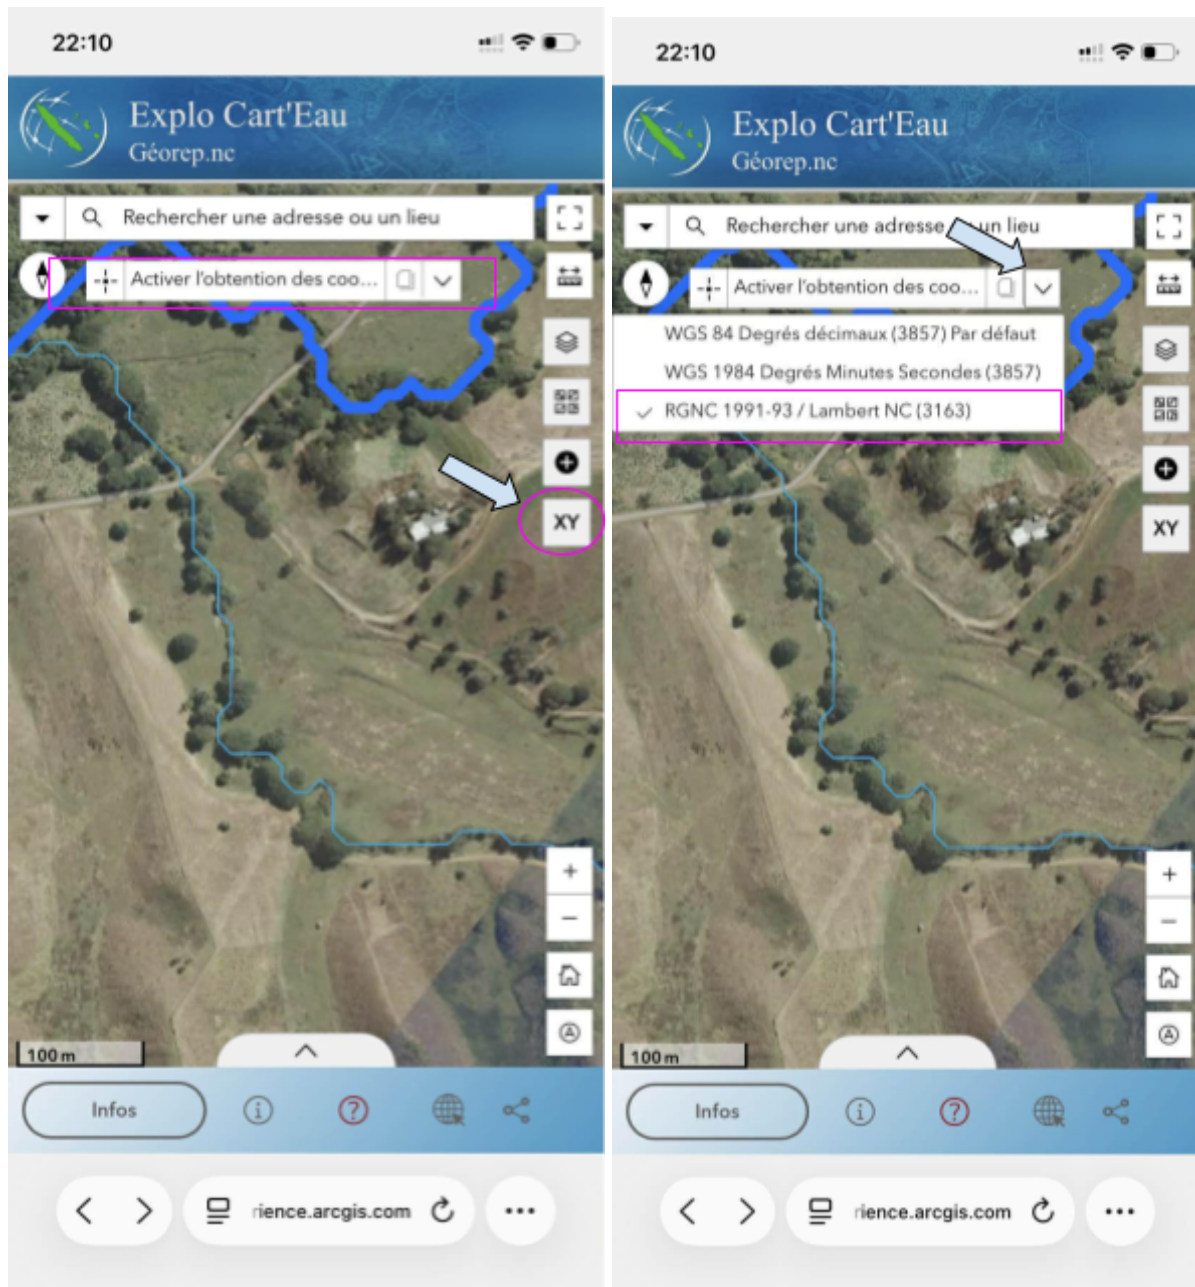 22:10
Explo Cart'Eau
Géorep.nc
Rechercher une adresse ou un lieu
Activer l'obtention des coo...
XY
+
−
100 m
Infos
rience.arcgis.com
22:10
Explo Cart'Eau
Géorep.nc
Rechercher une adresse un lieu
Activer l'obtention des coo...
WGS 84 Degrés décimaux (3857) Par défaut
WGS 1984 Degrés Minutes Secondes (3857)
RGNC 1991-93 / Lambert NC (3163)
XY
+
−
100 m
Infos
rience.arcgis.com